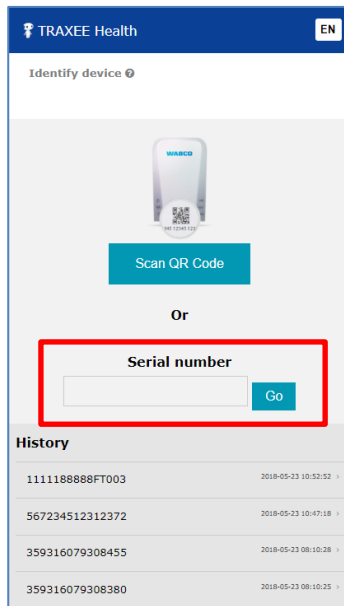 TRAXEE Health
EN
Identify device
WABCO
Scan QR Code
Or
Serial number
Go
History
1111188888FT003 2018-05-23 10:52:52
567234512312372 2018-05-23 10:47:18
359316079308455 2018-05-23 08:10:28
359316079308380 2018-05-23 08:10:25